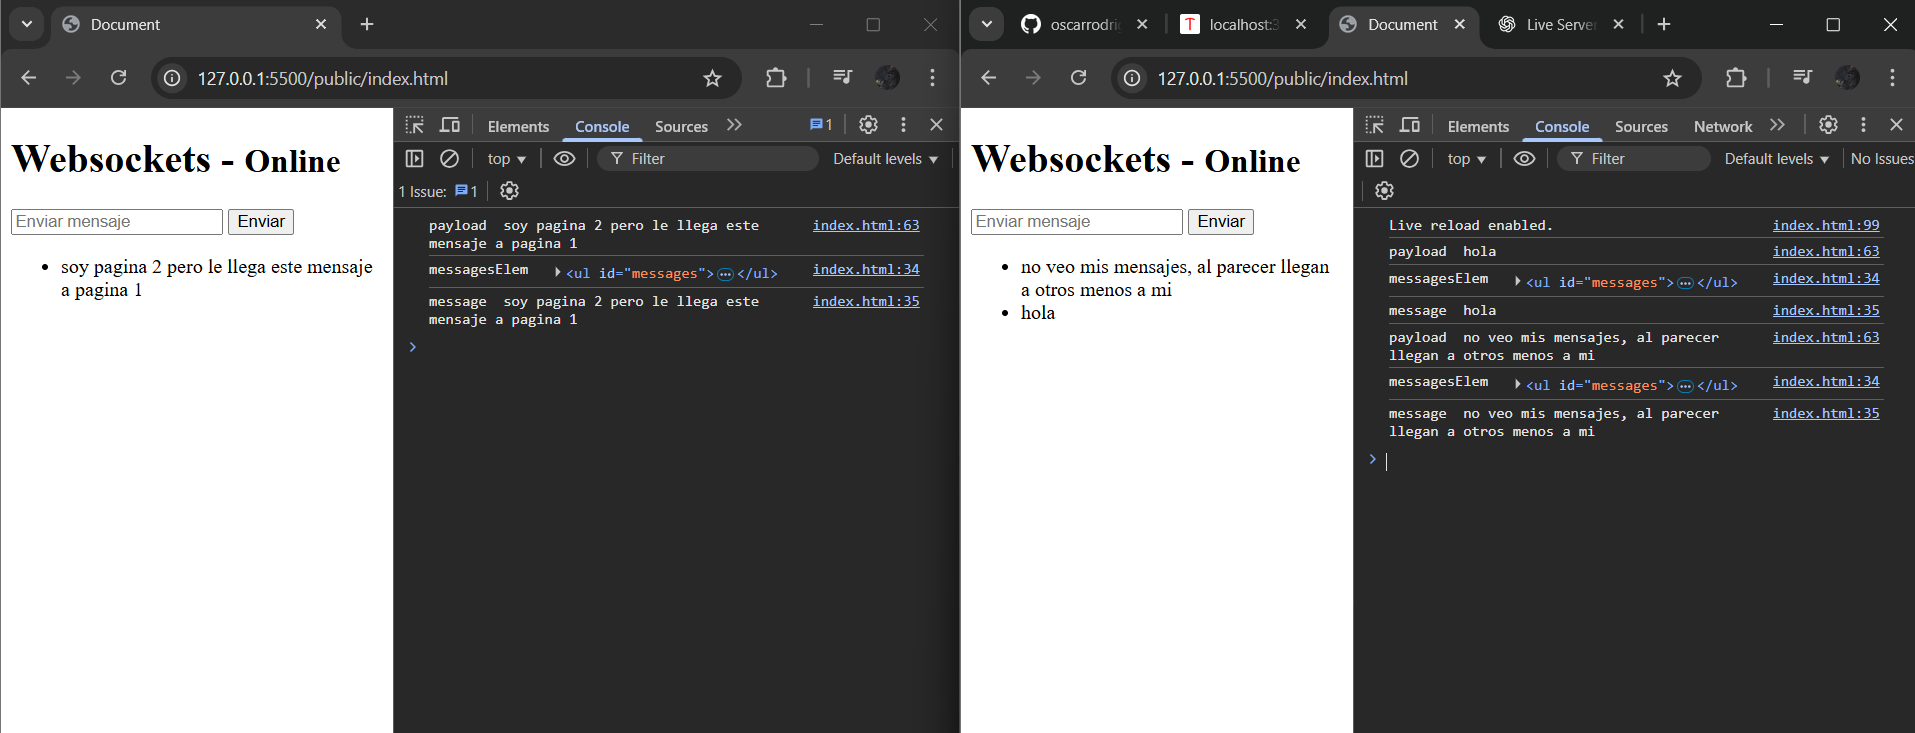 Document
127.0.0.1:5500/public/index.html
Websockets - Online
Enviar mensaje
Enviar
soy pagina 2 pero le llega este mensaje
a pagina 1
Elements Console Sources 1
top Filter Default levels
1 Issue: 1
payload soy pagina 2 pero le llega este index.html:63
mensaje a pagina 1
messagesElem <ul id="messages">…</ul> index.html:34
message soy pagina 2 pero le llega este index.html:35
mensaje a pagina 1
oscarrodri localhost:3 Document Live Server
127.0.0.1:5500/public/index.html
Websockets - Online
Enviar mensaje
Enviar
no veo mis mensajes, al parecer llegan
a otros menos a mi
hola
Elements Console Sources Network
top Filter Default levels No Issues
Live reload enabled. index.html:99
payload hola index.html:63
messagesElem <ul id="messages">…</ul> index.html:34
message hola index.html:35
payload no veo mis mensajes, al parecer index.html:63
llegan a otros menos a mi
messagesElem <ul id="messages">…</ul> index.html:34
message no veo mis mensajes, al parecer index.html:35
llegan a otros menos a mi